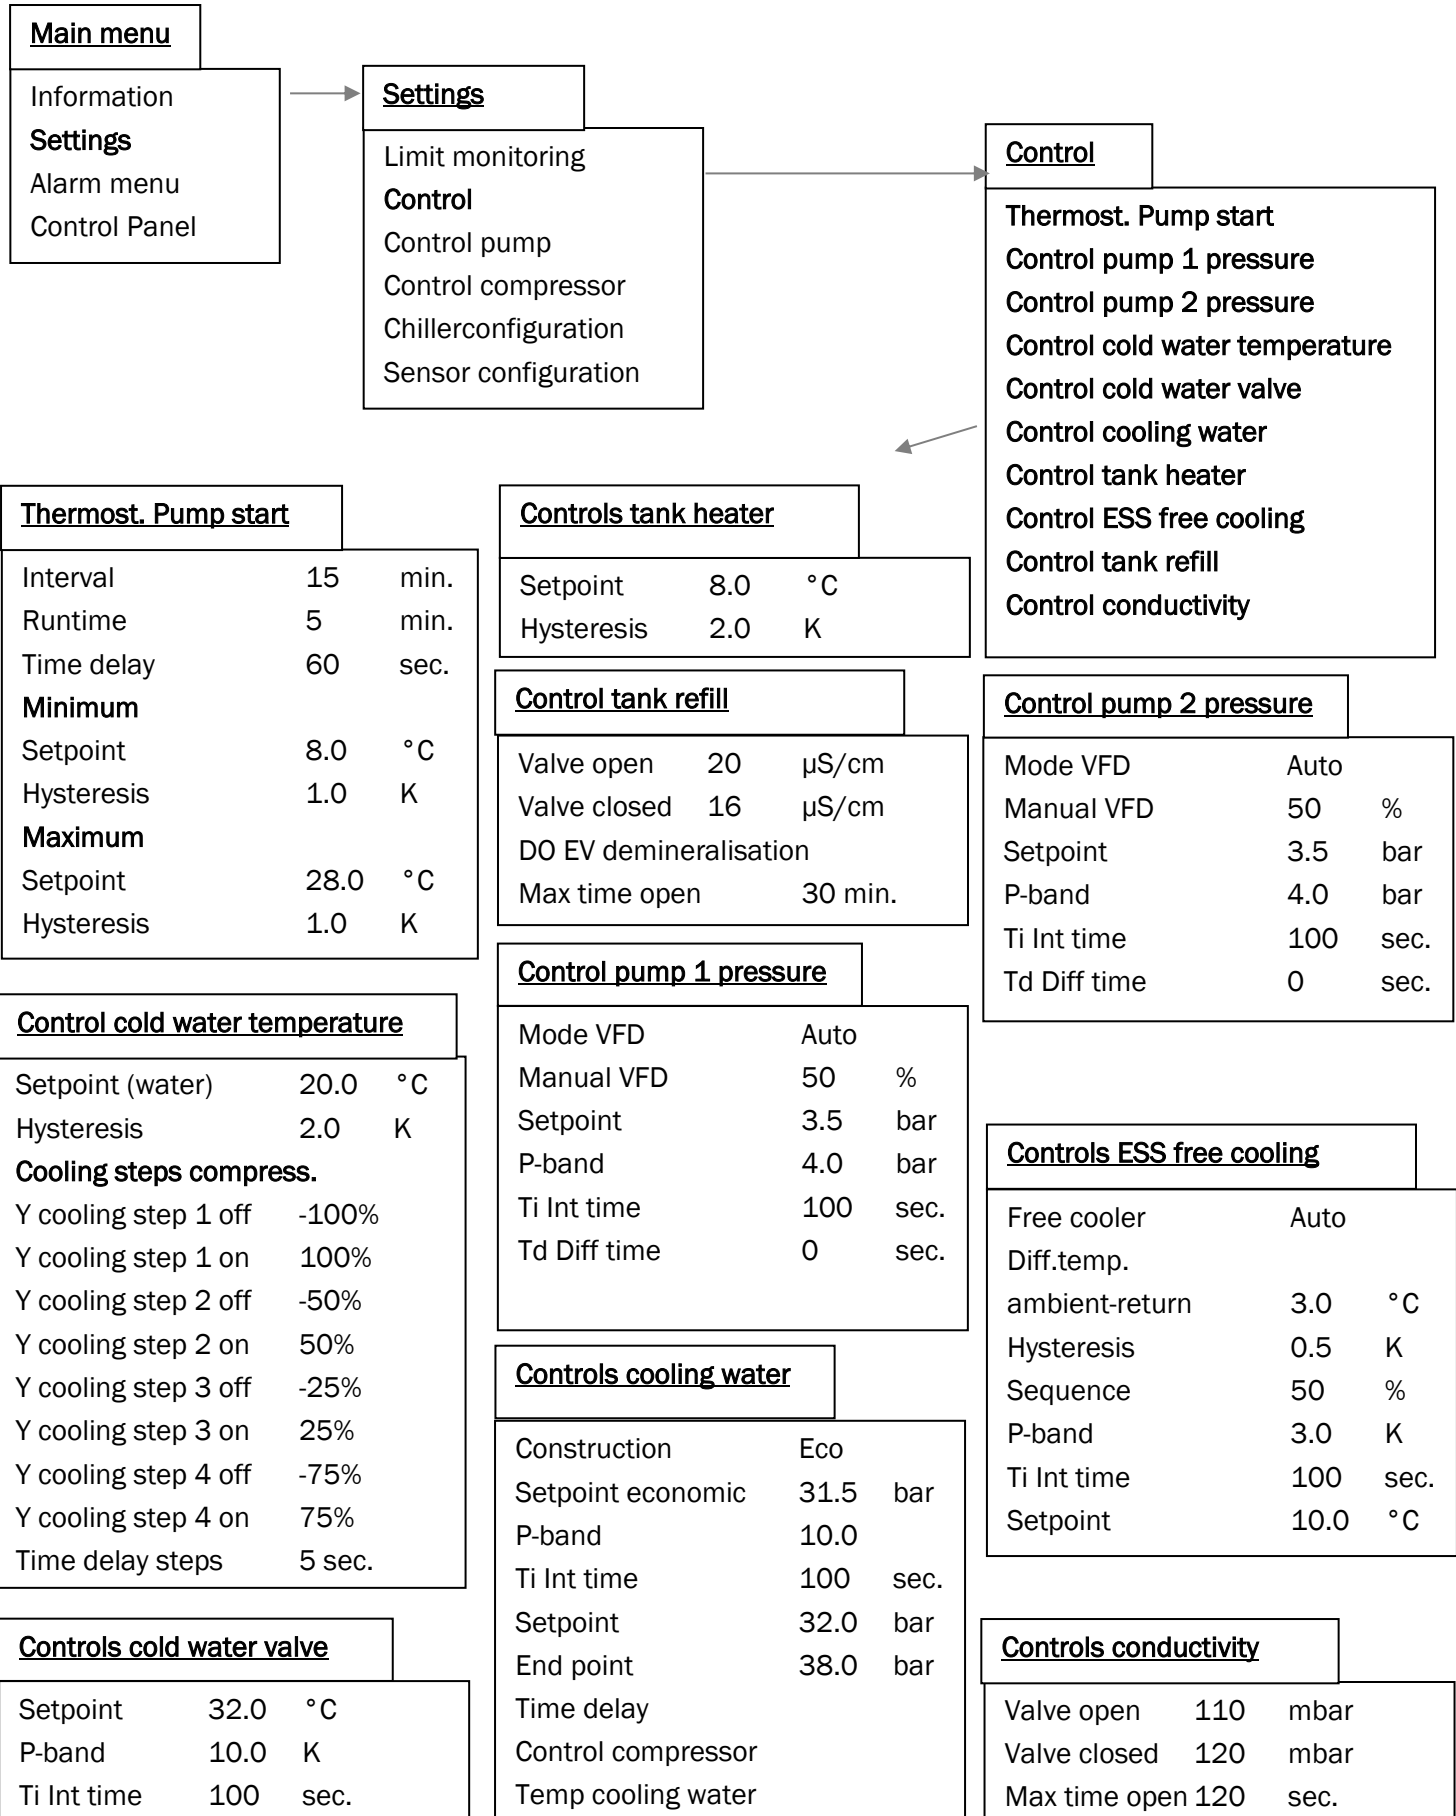 Main menu
Information
Settings
Alarm menu
Control Panel
Settings
Limit monitoring
Control
Control pump
Control compressor
Chillerconfiguration
Sensor configuration
Control
Thermost. Pump start
Control pump 1 pressure
Control pump 2 pressure
Control cold water temperature
Control cold water valve
Control cooling water
Control tank heater
Control ESS free cooling
Control tank refill
Control conductivity
Thermost. Pump start
Interval 15 min.
Runtime 5 min.
Time delay 60 sec.
Minimum
Setpoint 8.0 °C
Hysteresis 1.0 K
Maximum
Setpoint 28.0 °C
Hysteresis 1.0 K
Control cold water temperature
Setpoint (water) 20.0 °C
Hysteresis 2.0 K
Cooling steps compress.
Y cooling step 1 off -100%
Y cooling step 1 on 100%
Y cooling step 2 off -50%
Y cooling step 2 on 50%
Y cooling step 3 off -25%
Y cooling step 3 on 25%
Y cooling step 4 off -75%
Y cooling step 4 on 75%
Time delay steps 5 sec.
Controls cold water valve
Setpoint 32.0 °C
P-band 10.0 K
Ti Int time 100 sec.
Controls tank heater
Setpoint 8.0 °C
Hysteresis 2.0 K
Control tank refill
Valve open 20 µS/cm
Valve closed 16 µS/cm
DO EV demineralisation
Max time open 30 min.
Control pump 1 pressure
Mode VFD Auto
Manual VFD 50 %
Setpoint 3.5 bar
P-band 4.0 bar
Ti Int time 100 sec.
Td Diff time 0 sec.
Controls cooling water
Construction Eco
Setpoint economic 31.5 bar
P-band 10.0
Ti Int time 100 sec.
Setpoint 32.0 bar
End point 38.0 bar
Time delay
Control compressor
Temp cooling water
Control pump 2 pressure
Mode VFD Auto
Manual VFD 50 %
Setpoint 3.5 bar
P-band 4.0 bar
Ti Int time 100 sec.
Td Diff time 0 sec.
Controls ESS free cooling
Free cooler Auto
Diff.temp.
ambient-return 3.0 °C
Hysteresis 0.5 K
Sequence 50 %
P-band 3.0 K
Ti Int time 100 sec.
Setpoint 10.0 °C
Controls conductivity
Valve open 110 mbar
Valve closed 120 mbar
Max time open 120 sec.